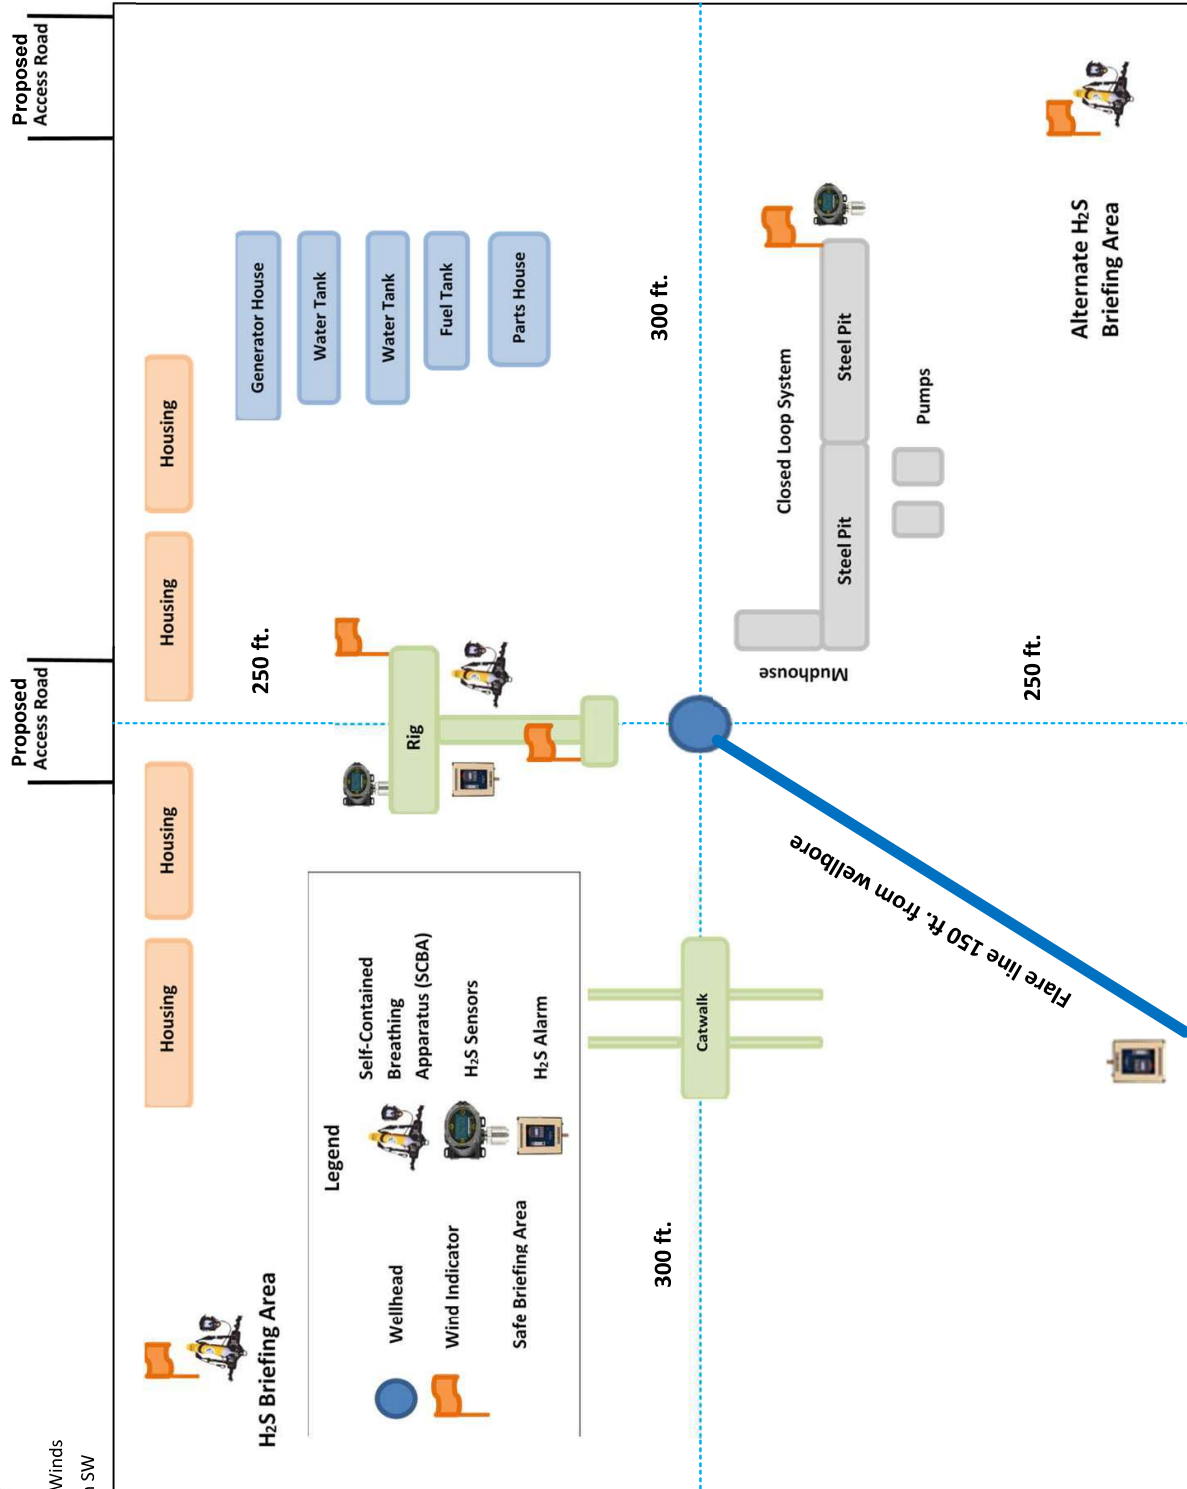 Winds
SW
Proposed
Access Road
Proposed
Access Road
Housing
Housing
Housing
Housing
H₂S Briefing Area
250 ft.
Generator House
Water Tank
Water Tank
Fuel Tank
Parts House
Rig
Legend
Wellhead
Wind Indicator
Safe Briefing Area
Self-Contained
Breathing
Apparatus (SCBA)
H₂S Sensors
H₂S Alarm
300 ft.
300 ft.
Catwalk
Mudhouse
Closed Loop System
Steel Pit
Steel Pit
Pumps
Flare line 150 ft. from wellbore
250 ft.
Alternate H₂S
Briefing Area